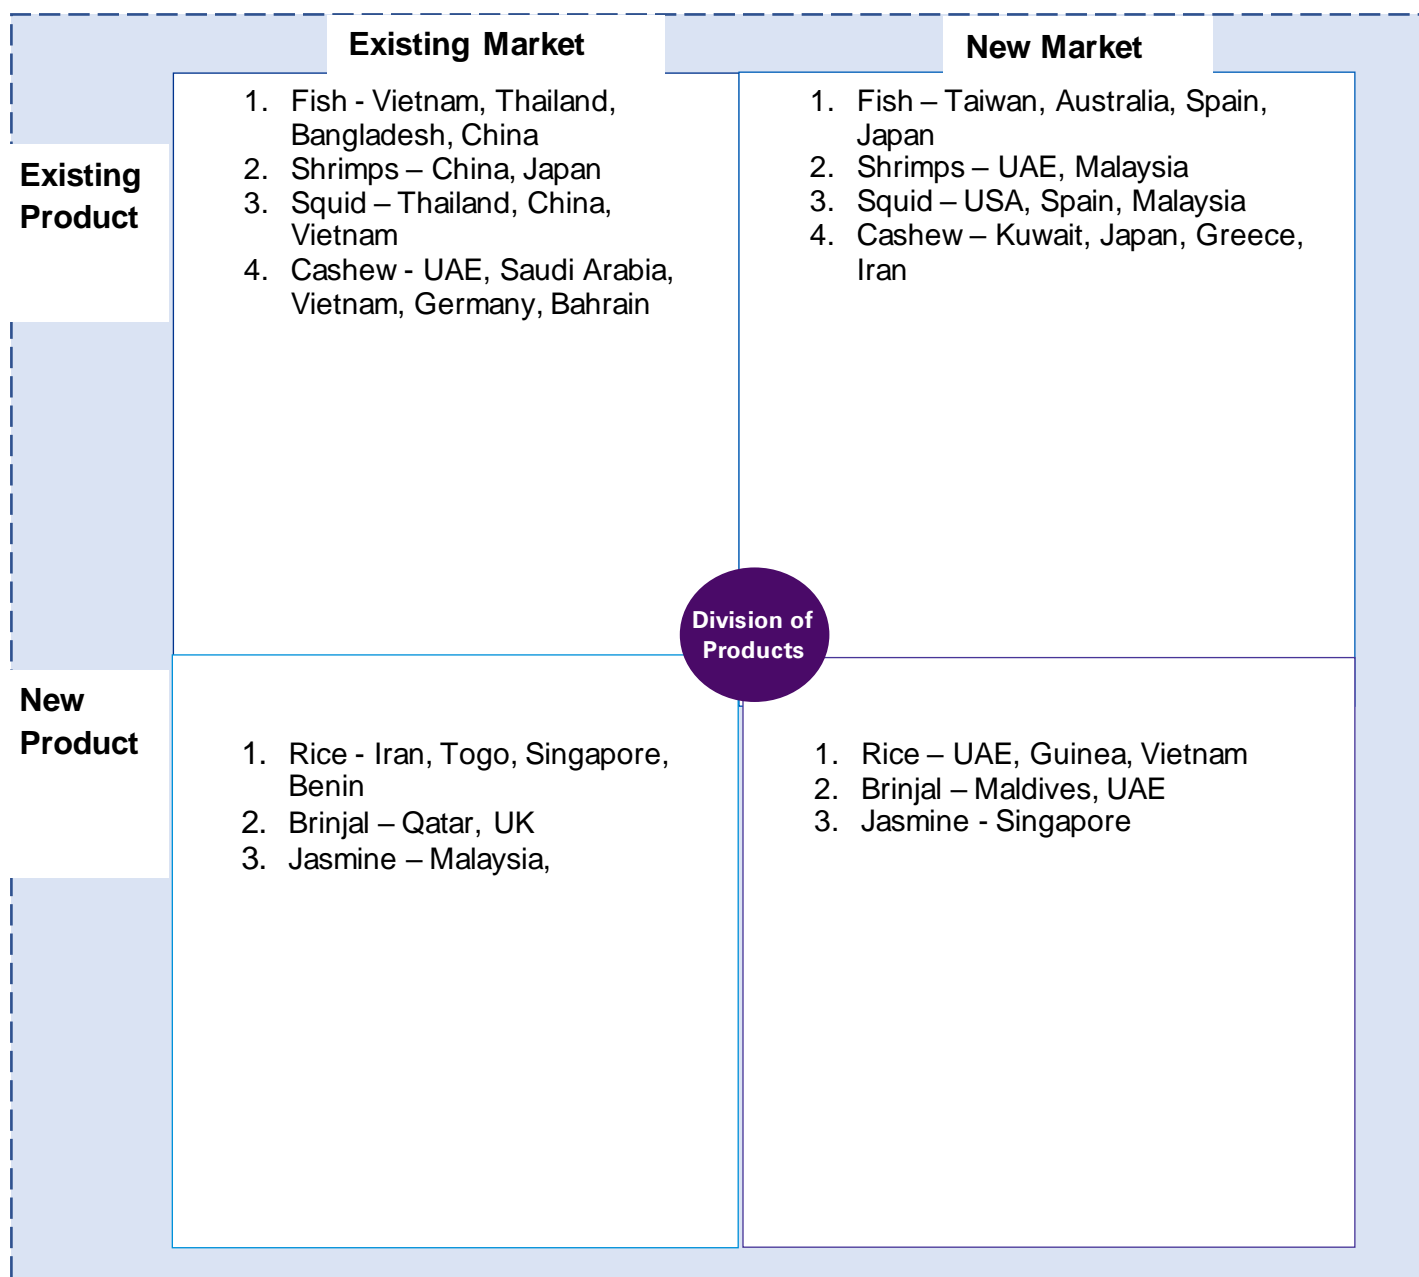 Existing Market
New Market
Existing
Product
1. Fish - Vietnam, Thailand,
Bangladesh, China
2. Shrimps – China, Japan
3. Squid – Thailand, China,
Vietnam
4. Cashew - UAE, Saudi Arabia,
Vietnam, Germany, Bahrain
1. Fish – Taiwan, Australia, Spain,
Japan
2. Shrimps – UAE, Malaysia
3. Squid – USA, Spain, Malaysia
4. Cashew – Kuwait, Japan, Greece,
Iran
Division of
Products
New
Product
1. Rice - Iran, Togo, Singapore,
Benin
2. Brinjal – Qatar, UK
3. Jasmine – Malaysia,
1. Rice – UAE, Guinea, Vietnam
2. Brinjal – Maldives, UAE
3. Jasmine - Singapore